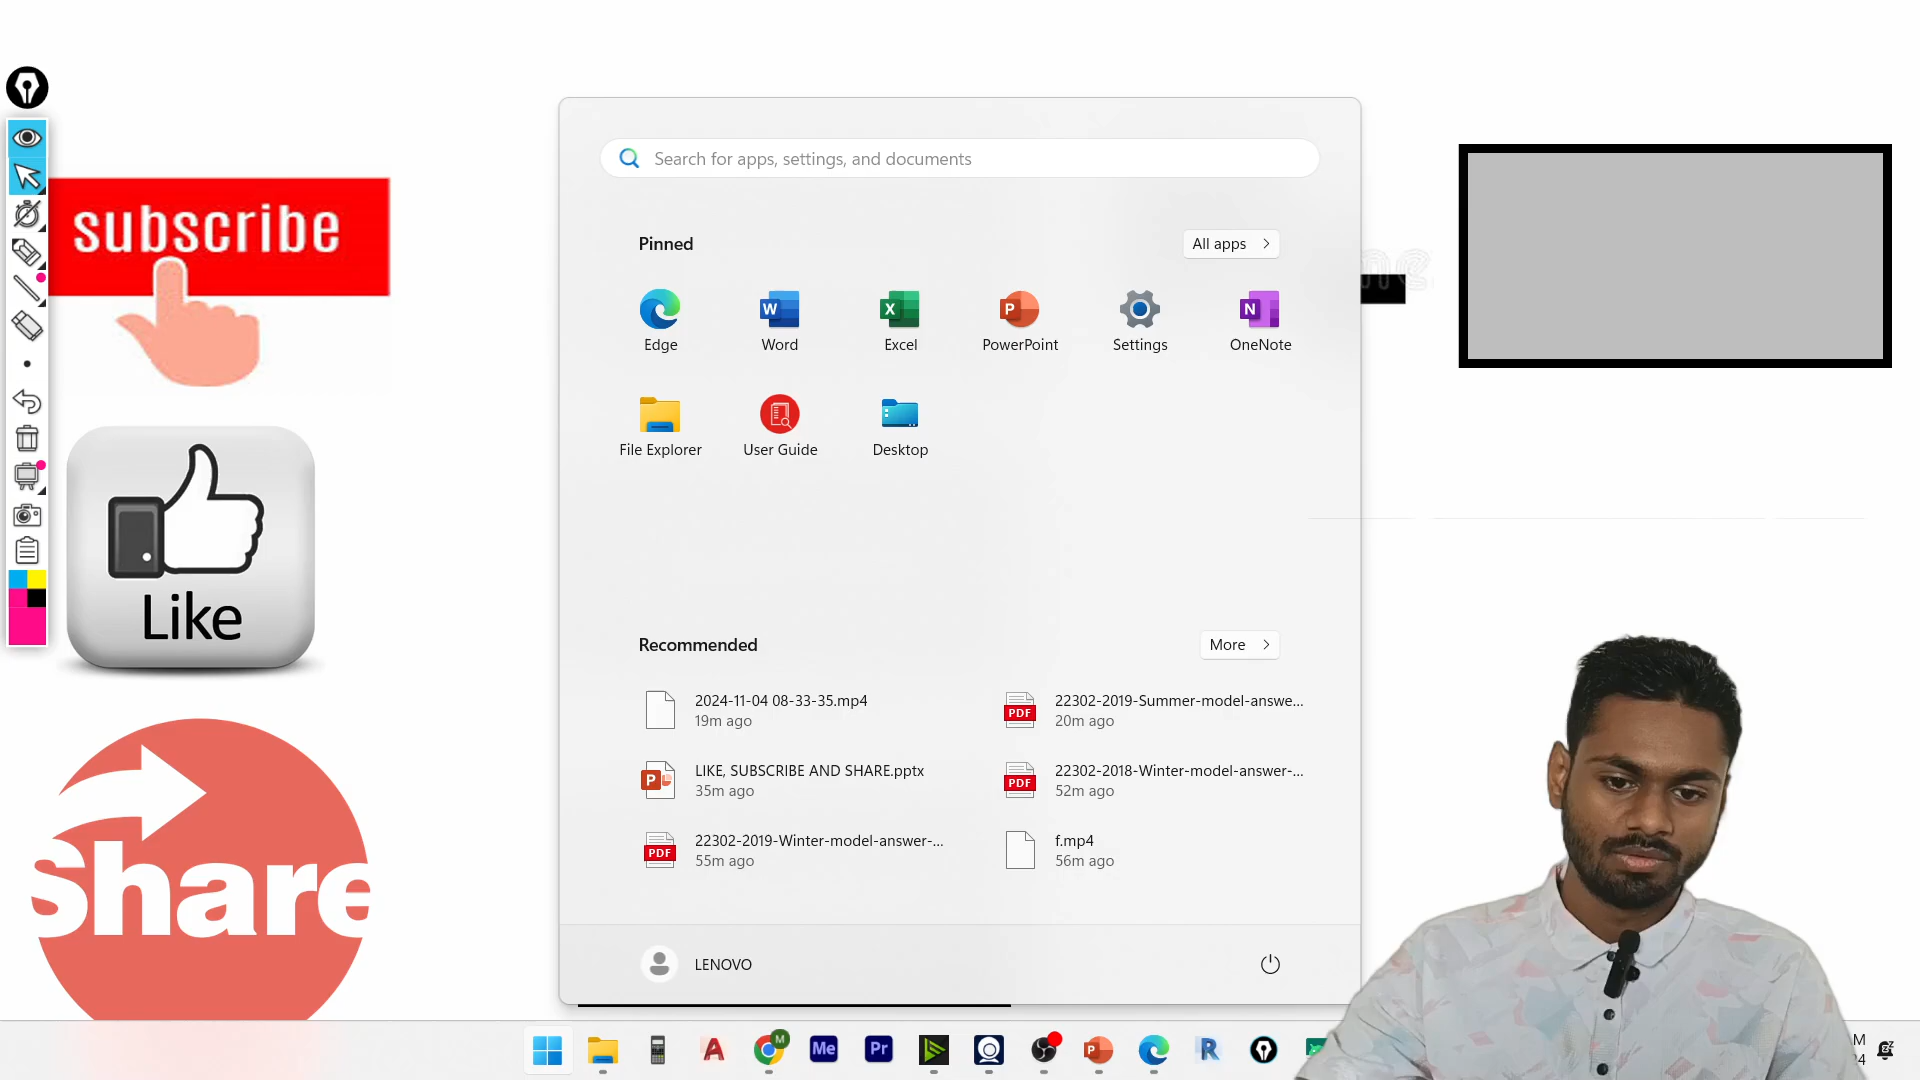 subscribe
Like
Share
Search for apps, settings, and documents
Pinned
All apps
Edge
Word
Excel
PowerPoint
Settings
OneNote
File Explorer
User Guide
Desktop
Recommended
More
2024-11-04 08-33-35.mp4
19m ago
22302-2019-Summer-model-answe...
20m ago
LIKE, SUBSCRIBE AND SHARE.pptx
35m ago
22302-2018-Winter-model-answer-...
52m ago
22302-2019-Winter-model-answer-...
55m ago
f.mp4
56m ago
LENOVO
M
4